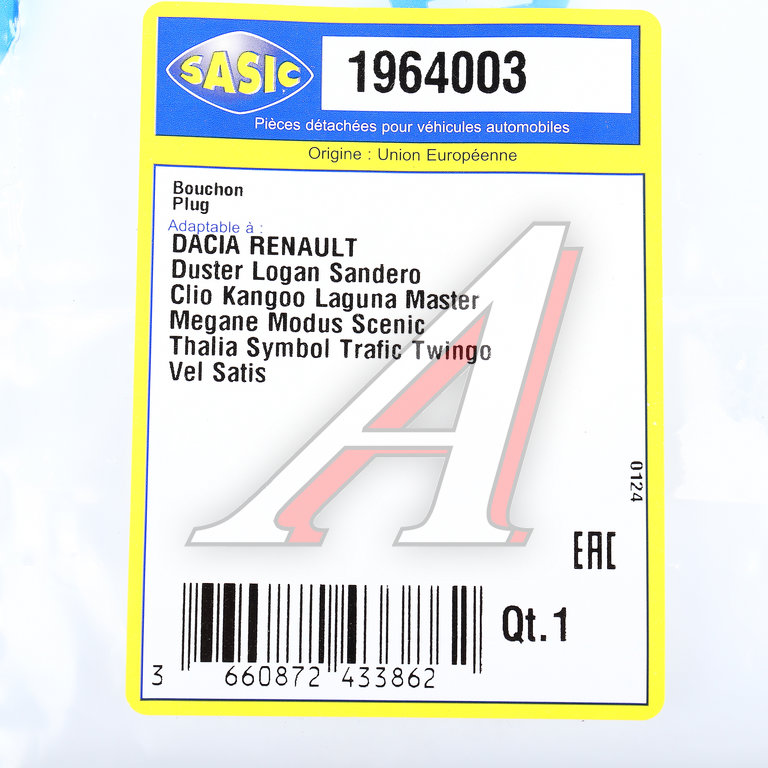 SASIC
1964003
Pièces détachées pour véhicules automobiles
Origine : Union Européenne
Bouchon
Plug
Adaptable à :
DACIA RENAULT
Duster Logan Sandero
Clio Kangoo Laguna Master
Megane Modus Scenic
Thalia Symbol Trafic Twingo
Vel Satis
A
0124
EAC
Qt.1
3 660872 433862